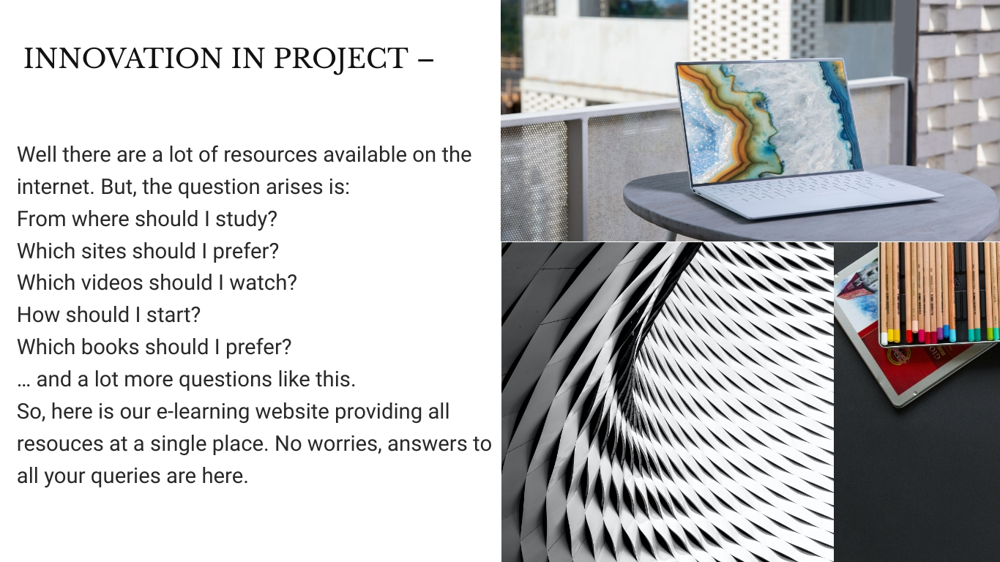 INNOVATION IN PROJECT –
Well there are a lot of resources available on the
internet. But, the question arises is:
From where should I study?
Which sites should I prefer?
Which videos should I watch?
How should I start?
Which books should I prefer?
… and a lot more questions like this.
So, here is our e-learning website providing all
resouces at a single place. No worries, answers to
all your queries are here.